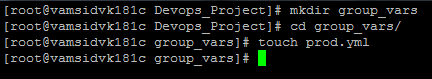 [root@vamsidvk181c Devops_Project]# mkdir group_vars
[root@vamsidvk181c Devops_Project]# cd group_vars/
[root@vamsidvk181c group_vars]# touch prod.yml
[root@vamsidvk181c group_vars]#